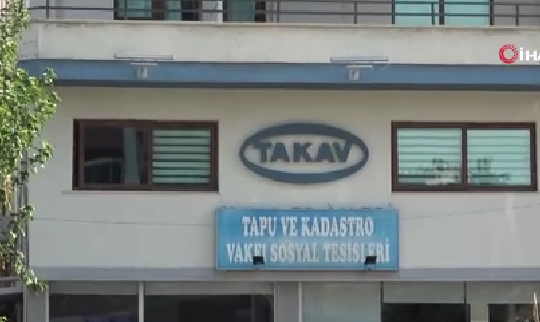 İHA
TAKAV
TAPU VE KADASTRO
VAKFI SOSYAL TESİSLERİ